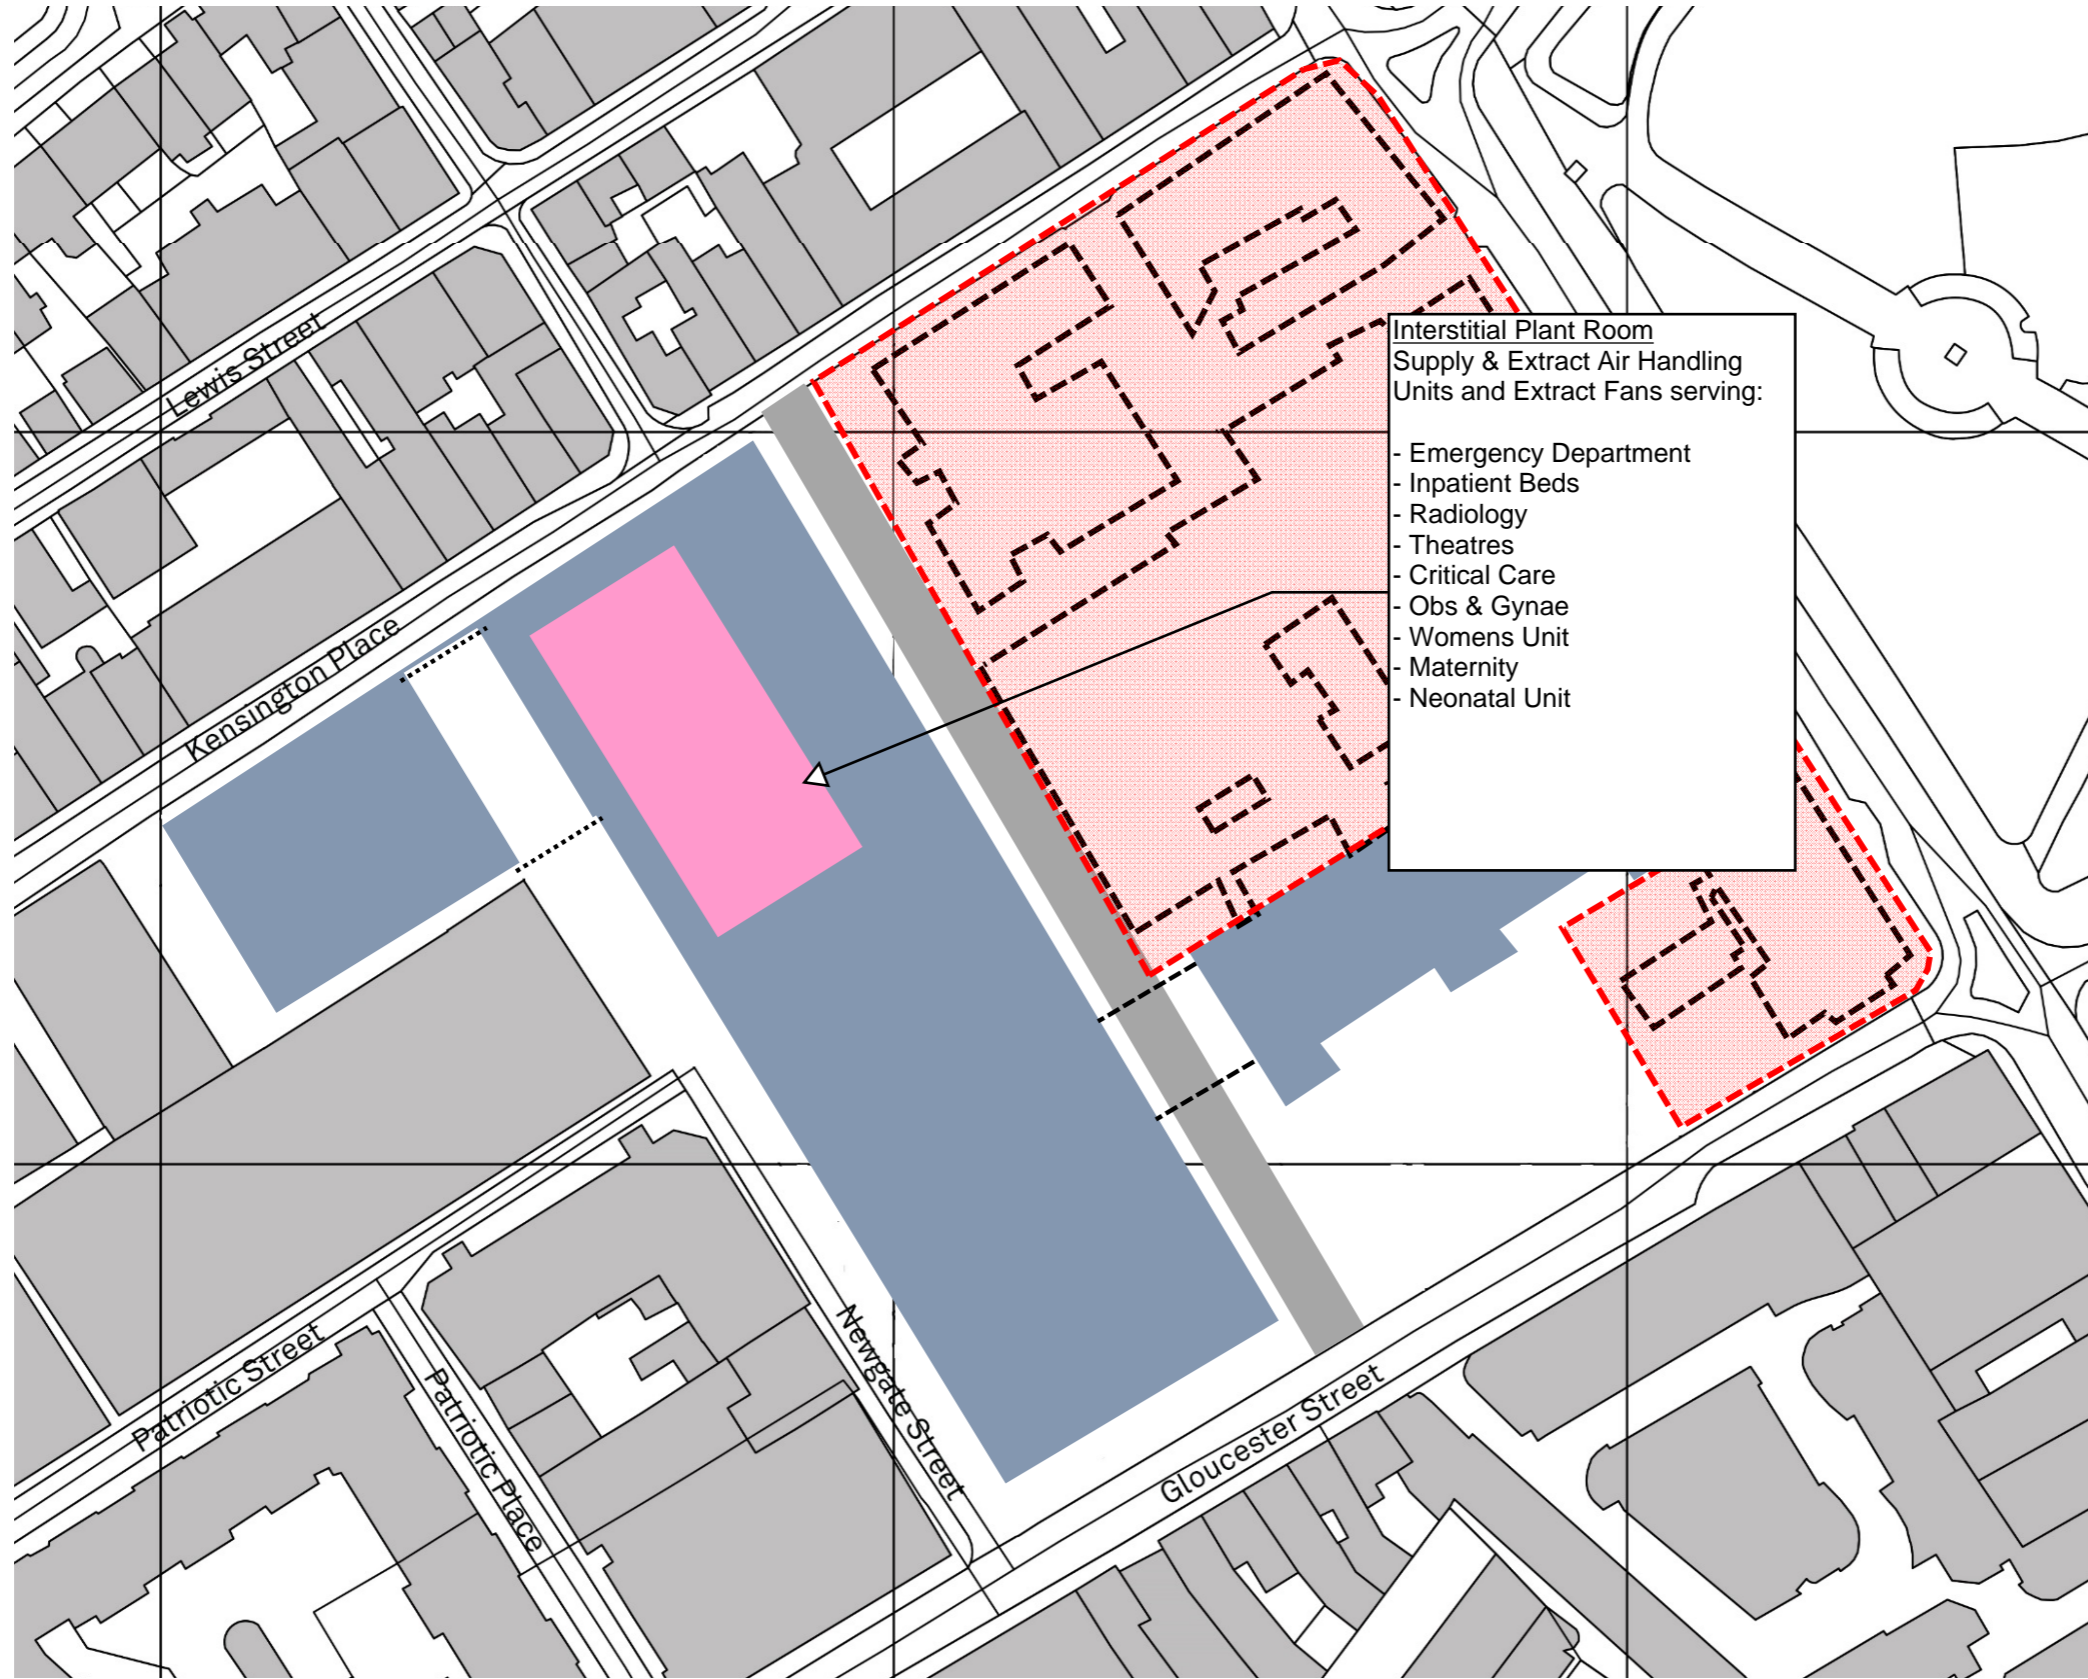 Interstitial Plant Room
Supply & Extract Air Handling
Units and Extract Fans serving:
- Emergency Department
- Inpatient Beds
- Radiology
- Theatres
- Critical Care
- Obs & Gynae
- Womens Unit
- Maternity
- Neonatal Unit
Lewis Street
Kensington Place
Patriotic Street
Patriotic Place
Newgate Street
Gloucester Street